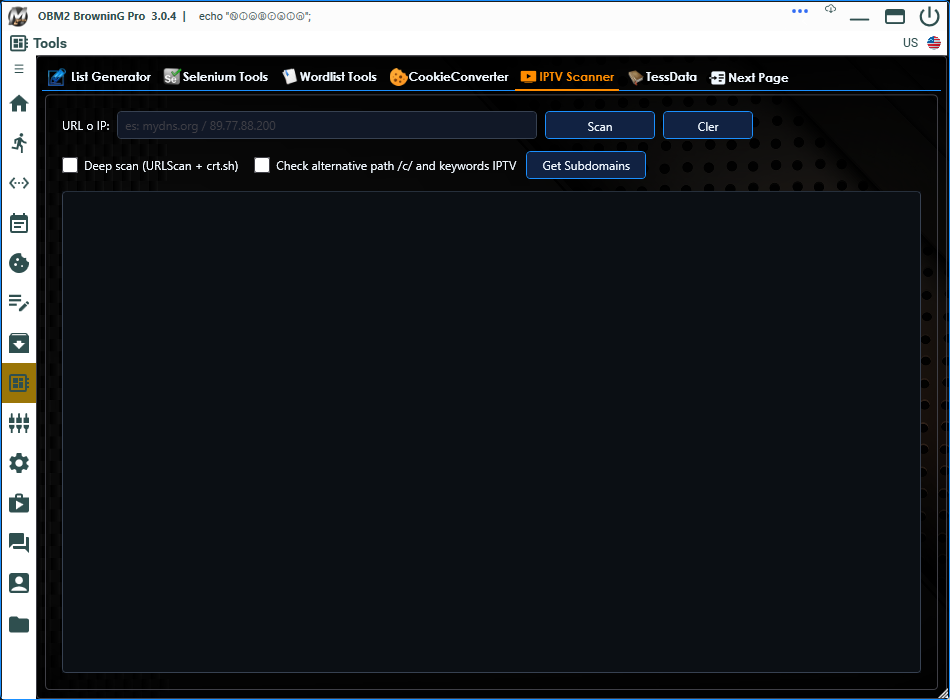 OBM2 BrowninG Pro 3.0.4 | echo "ⓃⓘⓞⒷⓡⓐⓘⓝ";
Tools US
List Generator Selenium Tools Wordlist Tools CookieConverter IPTV Scanner TessData Next Page
URL o IP: es: mydns.org / 89.77.88.200 Scan Cler
Deep scan (URLScan + crt.sh) Check alternative path /c/ and keywords IPTV Get Subdomains